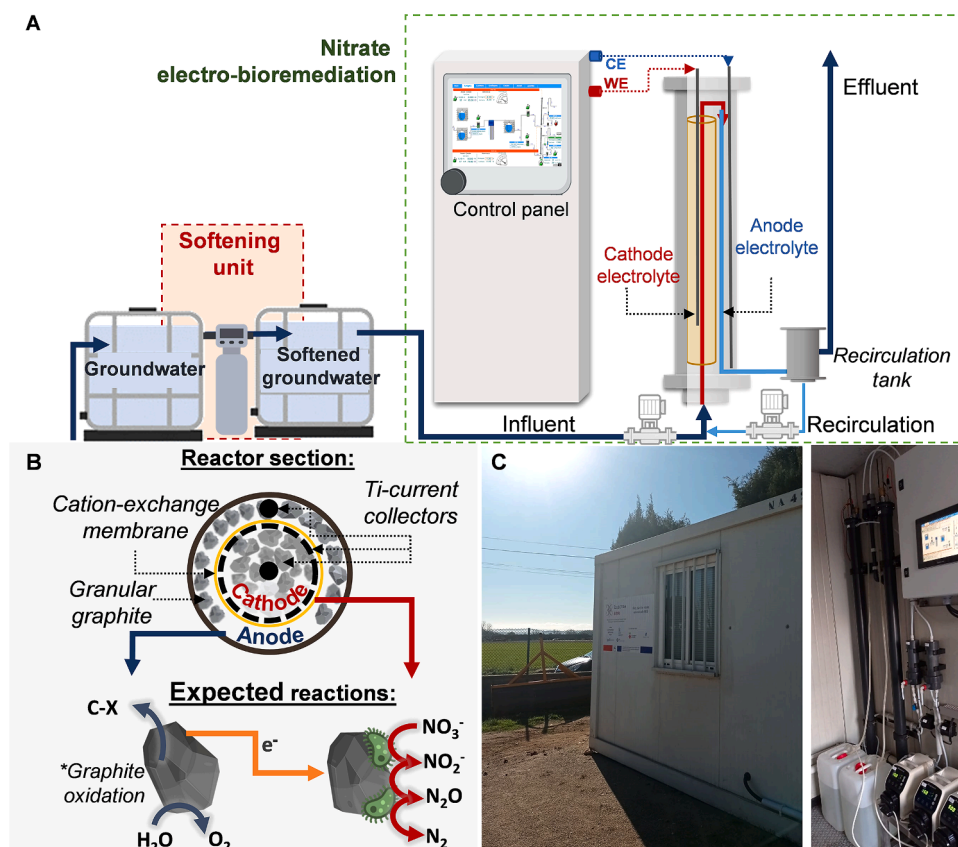 A
Nitrate
electro-bioremediation
CE
WE
Effluent
Control panel
Anode
electrolyte
Cathode
electrolyte
Softening
unit
Groundwater
Softened
groundwater
Recirculation
tank
Influent
Recirculation
B
Reactor section:
Cation-exchange
membrane
Ti-current
collectors
Granular
graphite
Cathode
Anode
Expected reactions:
C-X
e-
*Graphite
oxidation
H2O
O2
NO3-
NO2-
N2O
N2
C